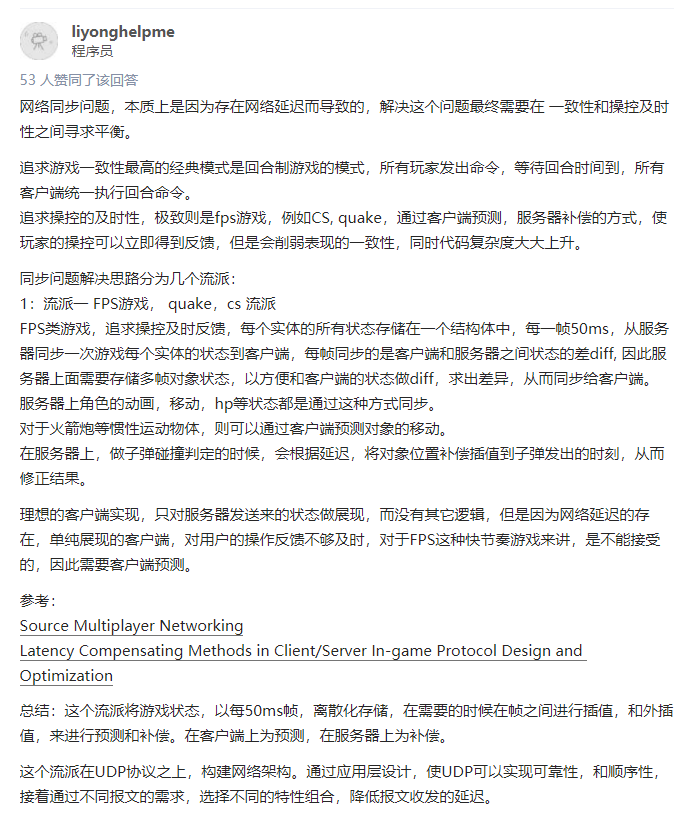 liyonghelpme
程序员
53 人赞同了该回答
网络同步问题，本质上是因为存在网络延迟而导致的，解决这个问题最终需要在 一致性和操控及时
性之间寻求平衡。
追求游戏一致性最高的经典模式是回合制游戏的模式，所有玩家发出命令，等待回合时间到，所有
客户端统一执行回合命令。
追求操控的及时性，极致则是fps游戏，例如CS, quake，通过客户端预测，服务器补偿的方式，使
玩家的操控可以立即得到反馈，但是会削弱表现的一致性，同时代码复杂度大大上升。
同步问题解决思路分为几个流派：
1：流派一 FPS游戏， quake，cs 流派
FPS类游戏，追求操控及时反馈，每个实体的所有状态存储在一个结构体中，每一帧50ms，从服务
器同步一次游戏每个实体的状态到客户端，每帧同步的是客户端和服务器之间状态的差diff, 因此服
务器上面需要存储多帧对象状态，以方便和客户端的状态做diff，求出差异，从而同步给客户端。
服务器上角色的动画，移动，hp等状态都是通过这种方式同步。
对于火箭炮等惯性运动物体，则可以通过客户端预测对象的移动。
在服务器上，做子弹碰撞判定的时候，会根据延迟，将对象位置补偿插值到子弹发出的时刻，从而
修正结果。
理想的客户端实现，只对服务器发送来的状态做展现，而没有其它逻辑，但是因为网络延迟的存
在，单纯展现的客户端，对用户的操作反馈不够及时，对于FPS这种快节奏游戏来讲，是不能接受
的，因此需要客户端预测。
参考：
Source Multiplayer Networking
Latency Compensating Methods in Client/Server In-game Protocol Design and
Optimization
总结：这个流派将游戏状态，以每50ms帧，离散化存储，在需要的时候在帧之间进行插值，和外插
值，来进行预测和补偿。在客户端上为预测，在服务器上为补偿。
这个流派在UDP协议之上，构建网络架构。通过应用层设计，使UDP可以实现可靠性，和顺序性，
接着通过不同报文的需求，选择不同的特性组合，降低报文收发的延迟。